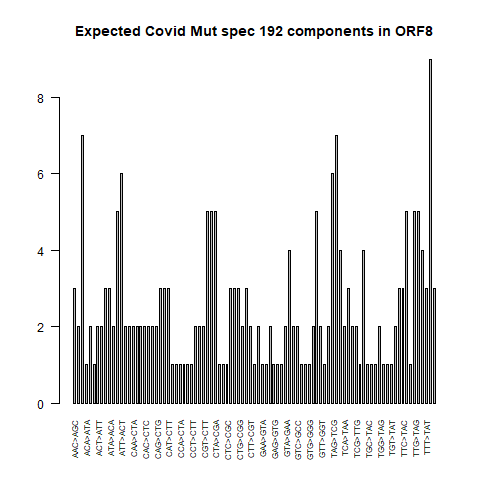 Expected Covid Mut spec 192 components in ORF8
8
6
4
2
0
AAC>AGC
ACA>ATA
ACT>ATT
ATA>ACA
ATT>ACT
CAA>CTA
CAC>CTC
CAG>CTG
CAT>CTT
CCA>CTA
CCT>CTT
CGT>CTT
CTA>CGA
CTC>CGC
CTG>CGG
CTT>CGT
GAA>GTA
GAG>GTG
GTA>GAA
GTC>GCC
GTG>GGG
GTT>GGT
TAG>TCG
TCA>TAA
TCG>TTG
TGC>TAC
TGG>TAG
TGT>TAT
TTC>TAC
TTG>TAG
TTT>TAT